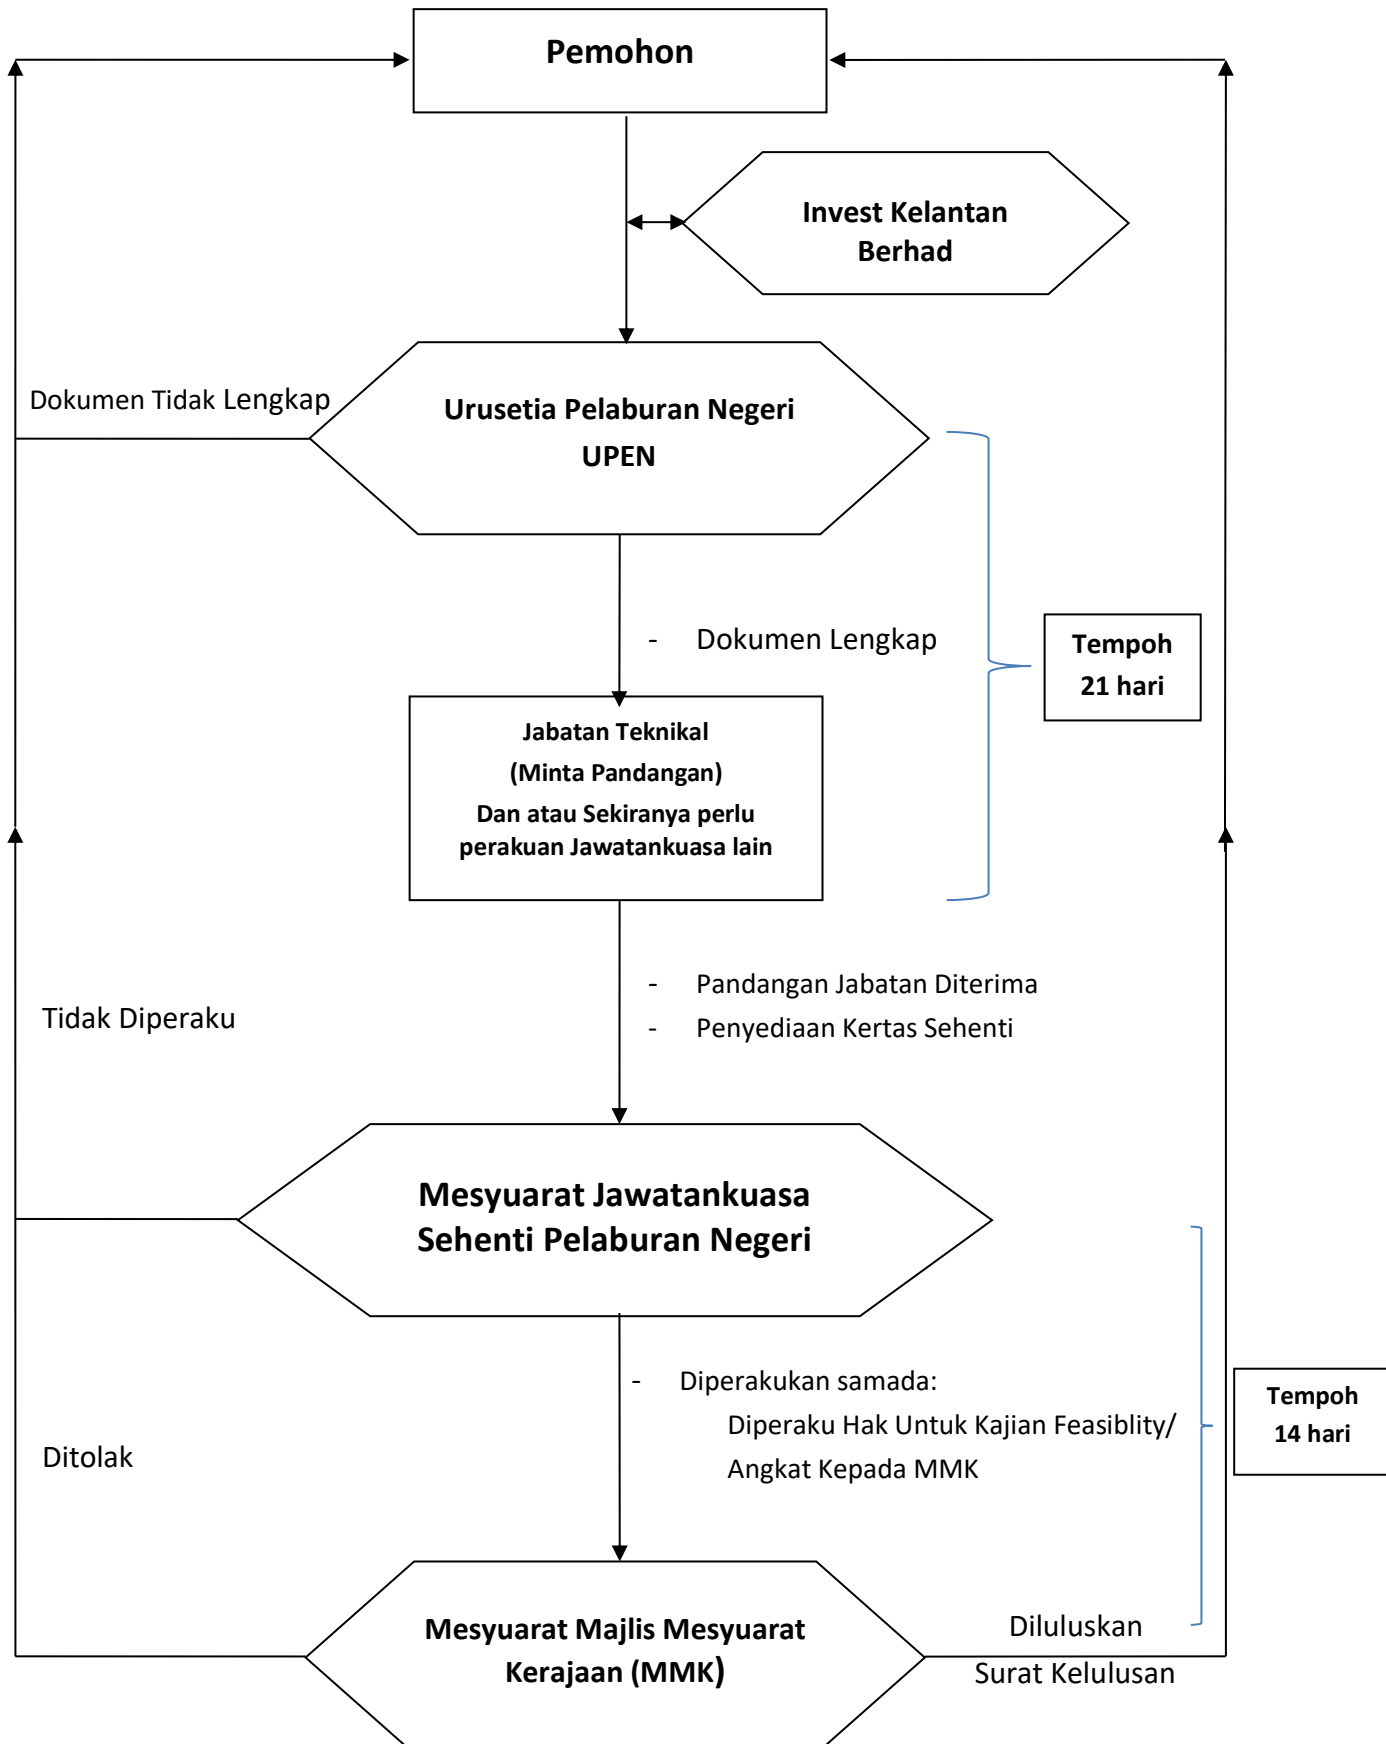 Pemohon
Invest Kelantan
Berhad
Dokumen Tidak Lengkap
Urusetia Pelaburan Negeri
UPEN
- Dokumen Lengkap
Tempoh
21 hari
Jabatan Teknikal
(Minta Pandangan)
Dan atau Sekiranya perlu
perakuan Jawatankuasa lain
- Pandangan Jabatan Diterima
- Penyediaan Kertas Sehenti
Tidak Diperaku
Mesyuarat Jawatankuasa
Sehenti Pelaburan Negeri
- Diperakukan samada:
Diperaku Hak Untuk Kajian Feasiblity/
Angkat Kepada MMK
Tempoh
14 hari
Ditolak
Mesyuarat Majlis Mesyuarat
Kerajaan (MMK)
Diluluskan
Surat Kelulusan